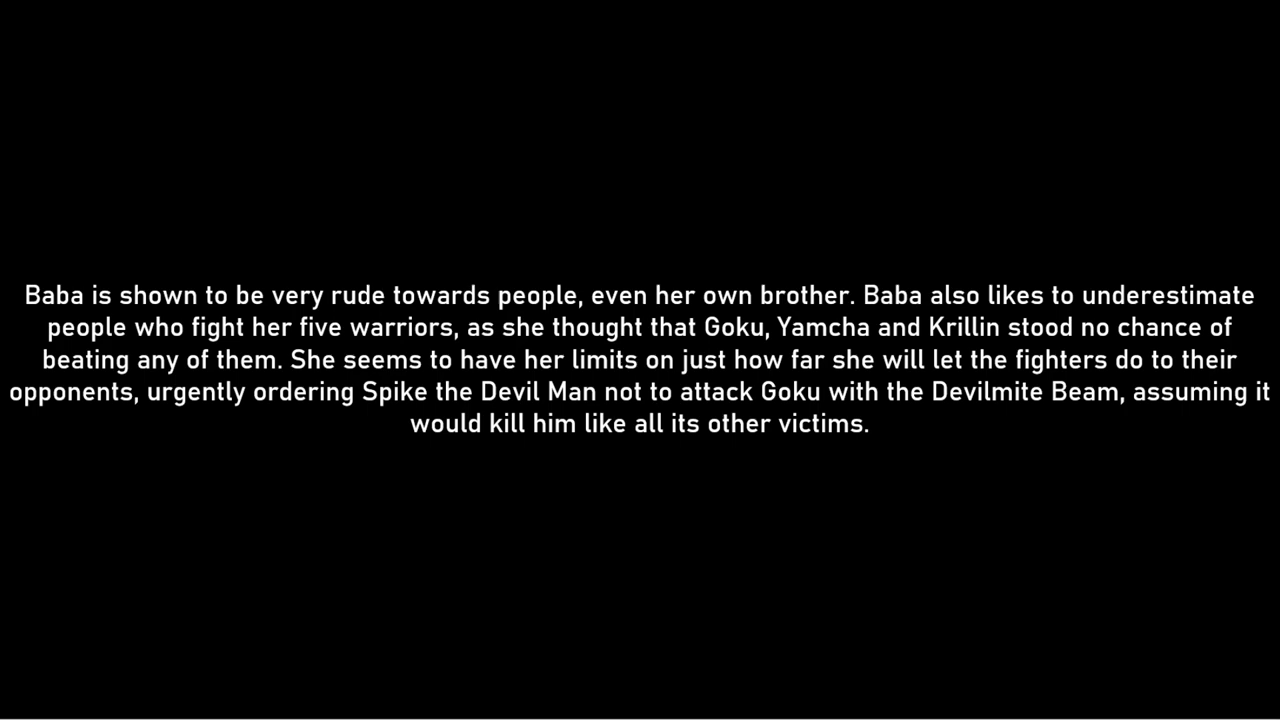 Baba is shown to be very rude towards people, even her own brother. Baba also likes to underestimate
people who fight her five warriors, as she thought that Goku, Yamcha and Krillin stood no chance of
beating any of them. She seems to have her limits on just how far she will let the fighters do to their
opponents, urgently ordering Spike the Devil Man not to attack Goku with the Devilmite Beam, assuming it
would kill him like all its other victims.